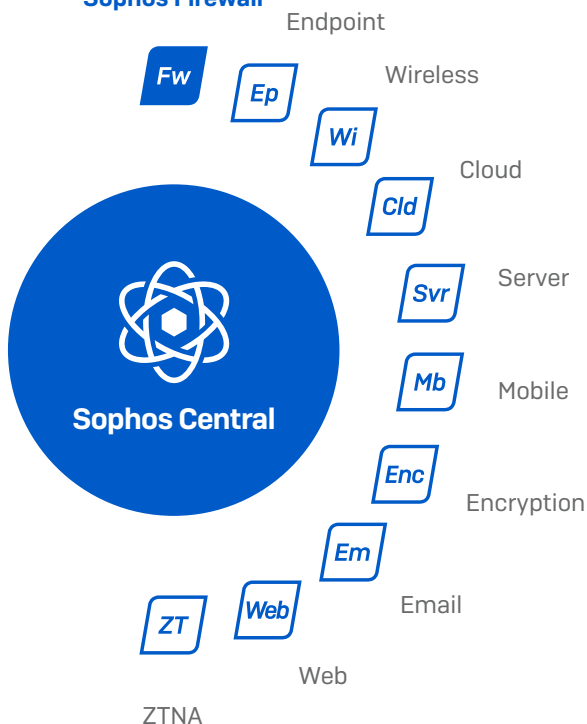 Sophos Firewall
Endpoint
Fw
Ep
Wireless
Wi
Cloud
Cld
Server
Svr
Sophos Central
Mb
Mobile
Enc
Encryption
Em
Email
Web
Web
ZT
ZTNA